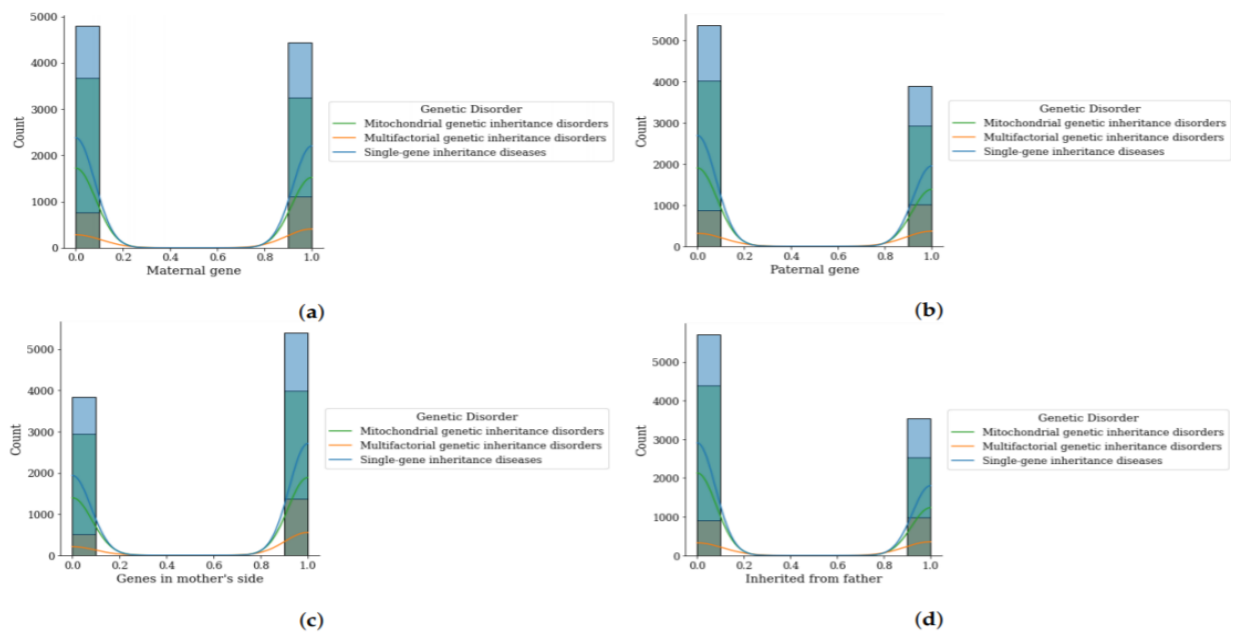 5000
4000
3000
2000
1000
0
Count
0.0 0.2 0.4 0.6 0.8 1.0
Maternal gene
Genetic Disorder
Mitochondrial genetic inheritance disorders
Multifactorial genetic inheritance disorders
Single-gene inheritance diseases
(a)
5000
4000
3000
2000
1000
0
Count
0.0 0.2 0.4 0.6 0.8 1.0
Paternal gene
Genetic Disorder
Mitochondrial genetic inheritance disorders
Multifactorial genetic inheritance disorders
Single-gene inheritance diseases
(b)
5000
4000
3000
2000
1000
0
Count
0.0 0.2 0.4 0.6 0.8 1.0
Genes in mother's side
Genetic Disorder
Mitochondrial genetic inheritance disorders
Multifactorial genetic inheritance disorders
Single-gene inheritance diseases
(c)
5000
4000
3000
2000
1000
0
Count
0.0 0.2 0.4 0.6 0.8 1.0
Inherited from father
Genetic Disorder
Mitochondrial genetic inheritance disorders
Multifactorial genetic inheritance disorders
Single-gene inheritance diseases
(d)